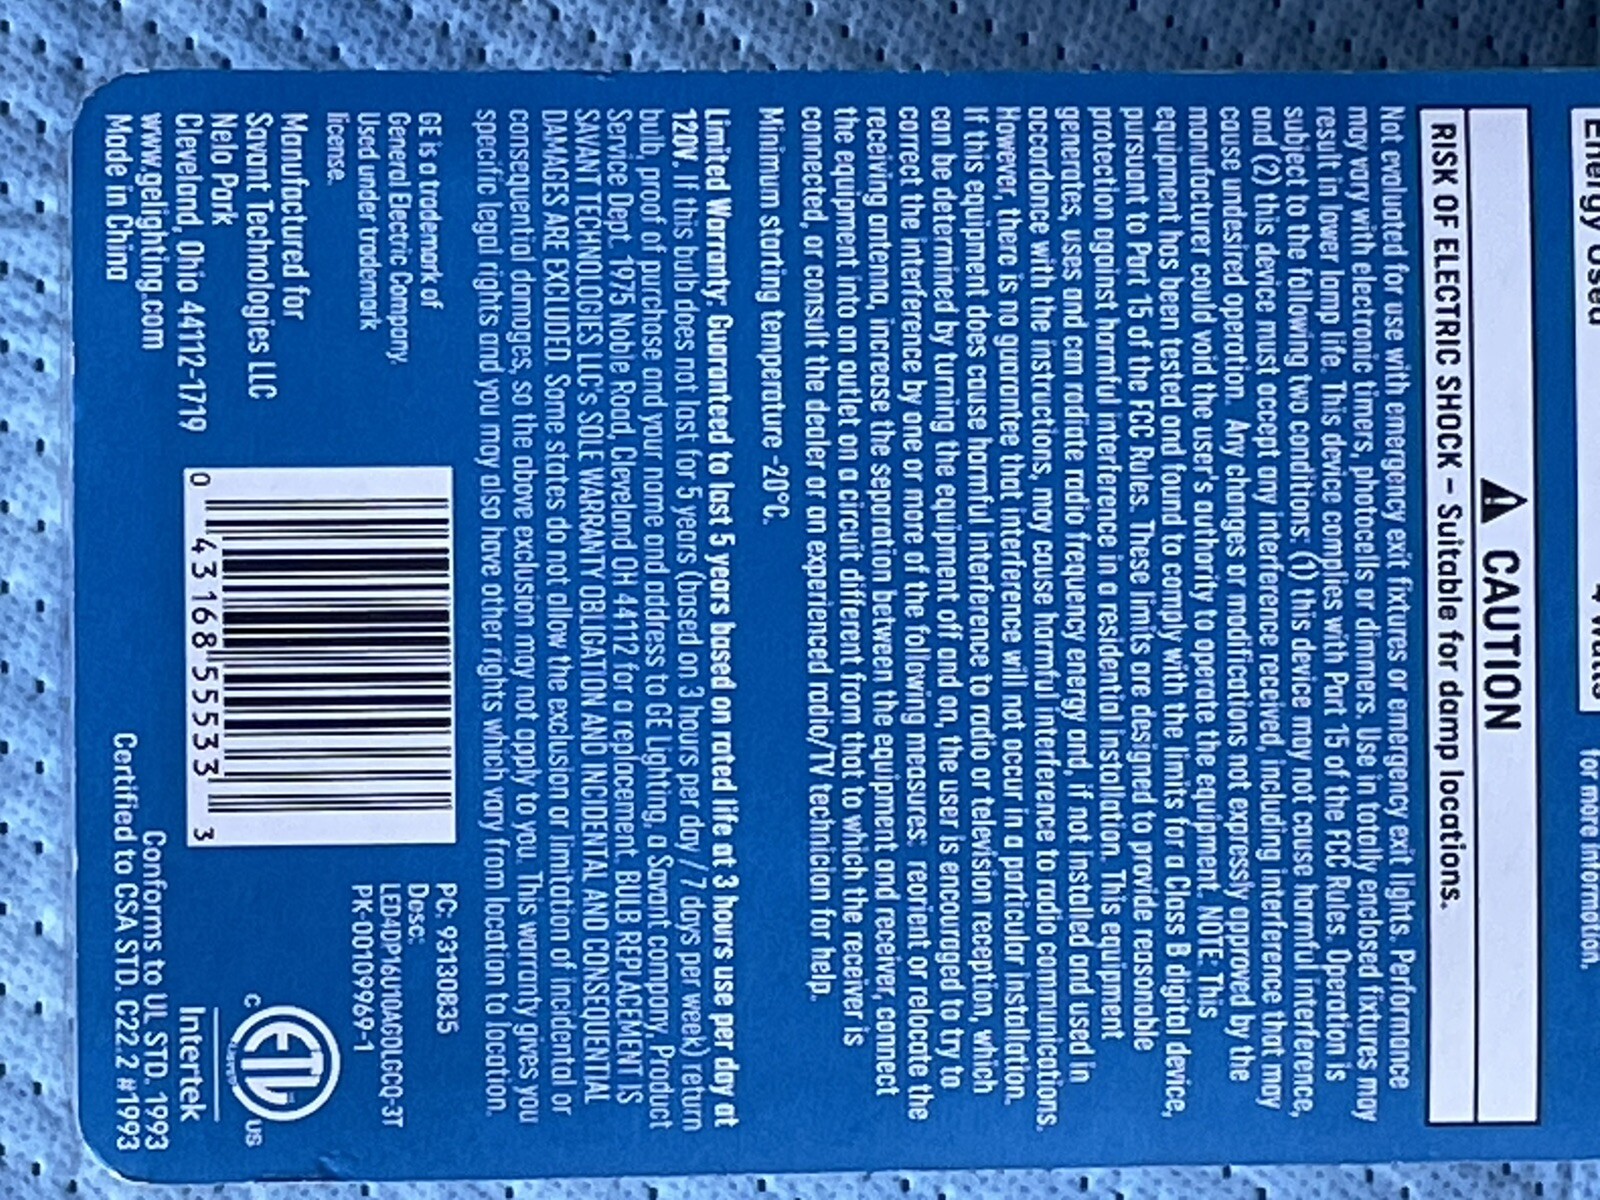 Energy Used
4 Watts
for more information.
CAUTION
RISK OF ELECTRIC SHOCK – Suitable for damp locations.
Not evaluated for use with emergency exit fixtures or emergency exit lights. Performance
may vary with electronic timers, photocells or dimmers. Use in totally enclosed fixtures may
result in lower lamp life. This device complies with Part 15 of the FCC Rules. Operation is
subject to the following two conditions: (1) this device may not cause harmful interference,
and (2) this device must accept any interference received, including interference that may
cause undesired operation. Any changes or modifications not expressly approved by the
manufacturer could void the user's authority to operate the equipment. NOTE: This
equipment has been tested and found to comply with the limits for a Class B digital device,
pursuant to Part 15 of the FCC Rules. These limits are designed to provide reasonable
protection against harmful interference in a residential installation. This equipment
generates, uses and can radiate radio frequency energy and, if not installed and used in
accordance with the instructions, may cause harmful interference to radio communications.
However, there is no guarantee that interference will not occur in a particular installation.
If this equipment does cause harmful interference to radio or television reception, which
can be determined by turning the equipment off and on, the user is encouraged to try to
correct the interference by one or more of the following measures: reorient or relocate the
receiving antenna, increase the separation between the equipment and receiver, connect
the equipment into an outlet on a circuit different from that to which the receiver is
connected, or consult the dealer or an experienced radio/TV technician for help.
Minimum starting temperature -20°C.
Limited Warranty: Guaranteed to last 5 years based on rated life at 3 hours use per day at
120V. If this bulb does not last for 5 years (based on 3 hours per day / 7 days per week) return
bulb, proof of purchase and your name and address to GE Lighting, a Savant company, Product
Service Dept. 1975 Noble Road, Cleveland OH 44112 for a replacement. BULB REPLACEMENT IS
SAVANT TECHNOLOGIES LLC'S SOLE WARRANTY OBLIGATION AND INCIDENTAL AND CONSEQUENTIAL
DAMAGES ARE EXCLUDED. Some states do not allow the exclusion or limitation of incidental or
consequential damages, so the above exclusion may not apply to you. This warranty gives you
specific legal rights and you may also have other rights which vary from location to location.
GE is a trademark of
General Electric Company.
Used under trademark
license.
Manufactured for
Savant Technologies LLC
Nela Park
Cleveland, Ohio 44112-1719
www.gelighting.com
Made in China
0 43168 55533 3
PC: 93130835
Desc:
LED4DP16U10AGDLGCQ-3T
PK-00109969-1
C ETL US
Intertek
Conforms to UL STD. 1993
Certified to CSA STD. C22.2 #1993